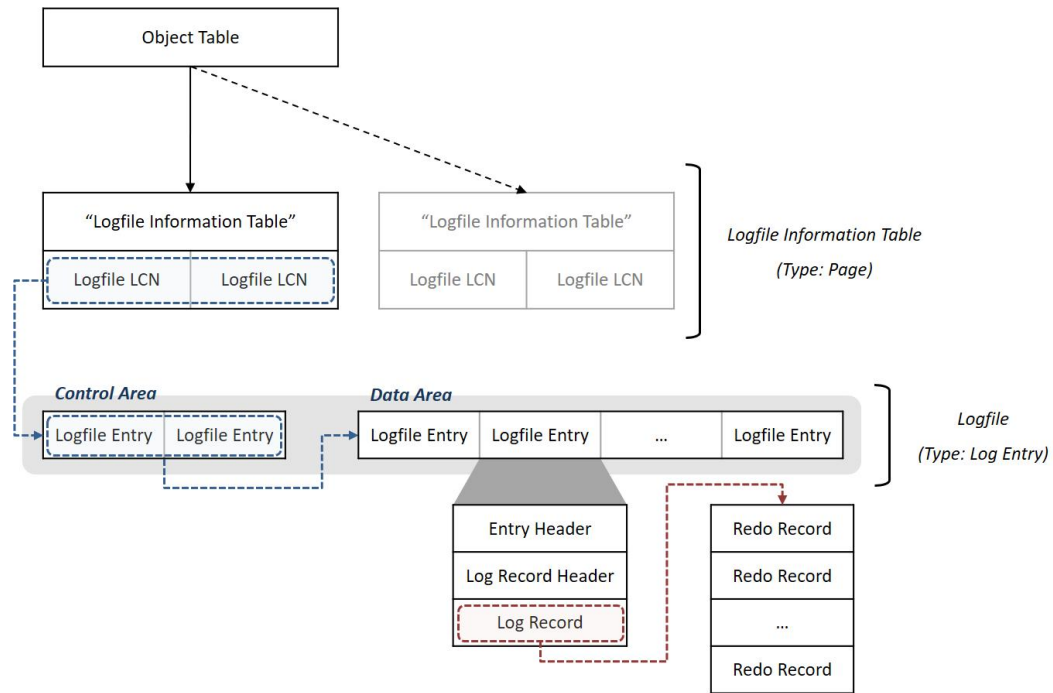 Object Table
“Logfile Information Table”
Logfile LCN
Logfile LCN
“Logfile Information Table”
Logfile LCN
Logfile LCN
Logfile Information Table
(Type: Page)
Control Area
Logfile Entry
Logfile Entry
Data Area
Logfile Entry
Logfile Entry
...
Logfile Entry
Logfile
(Type: Log Entry)
Entry Header
Log Record Header
Log Record
Redo Record
Redo Record
...
Redo Record